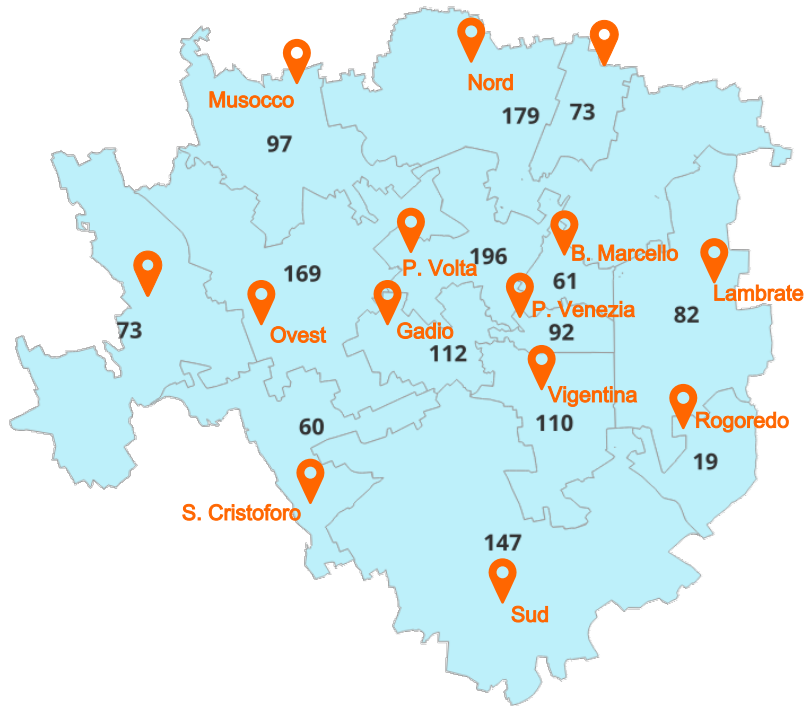 Nord
Musocco
179
73
97
B. Marcello
196
P. Volta
169
61
Lambrate
P. Venezia
82
73
Ovest
Gadio
92
112
Vigentina
Rogoredo
110
60
19
S. Cristoforo
147
Sud